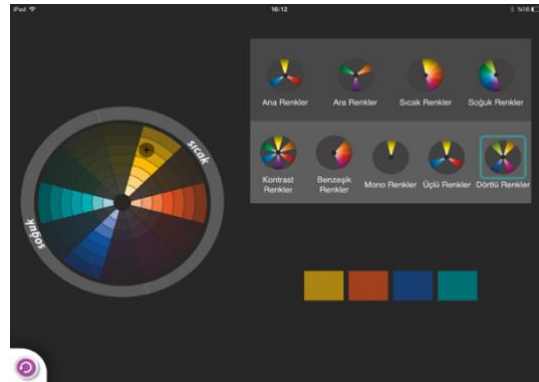 iPad
16:12
Ana Renkler
Ara Renkler
Sıcak Renkler
Soğuk Renkler
Kontrast
Renkler
Benzeşik
Renkler
Mono Renkler
Üçlü Renkler
Dörtlü Renkler
sıcak
soğuk